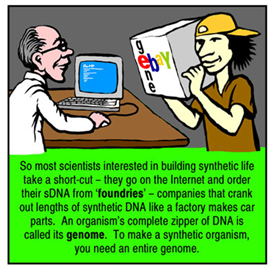 gene
ebay
So most scientists interested in building synthetic life
take a short-cut – they go on the Internet and order
their sDNA from ‘foundries’ – companies that crank
out lengths of synthetic DNA like a factory makes car
parts. An organism’s complete zipper of DNA is
called its genome. To make a synthetic organism,
you need an entire genome.